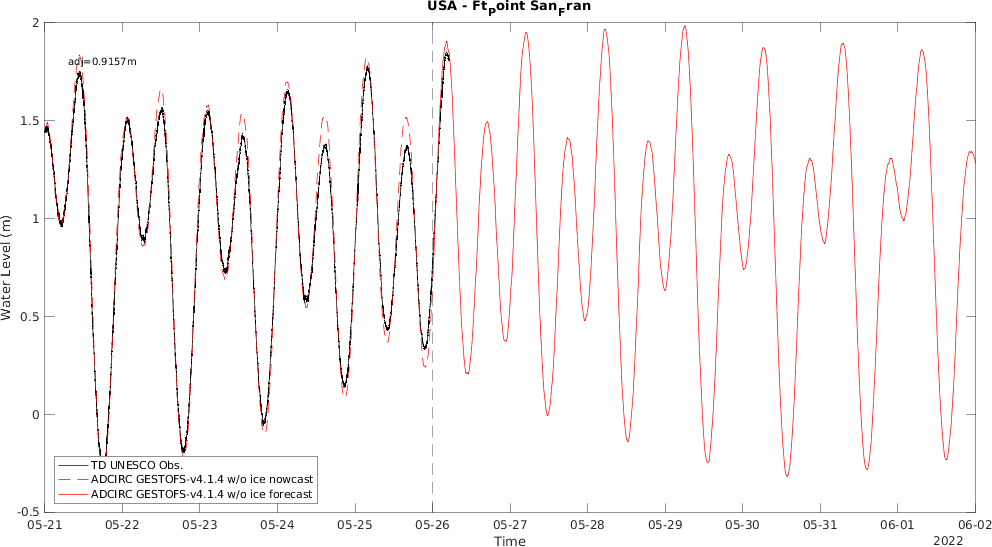 USA - Ft_Point San_Fran
adj=0.9157m
2
1.5
1
0.5
0
-0.5
Water Level (m)
TD UNESCO Obs.
ADCIRC GESTOFS-v4.1.4 w/o ice nowcast
ADCIRC GESTOFS-v4.1.4 w/o ice forecast
05-21 05-22 05-23 05-24 05-25 05-26 05-27 05-28 05-29 05-30 05-31 06-01 06-02
Time
2022